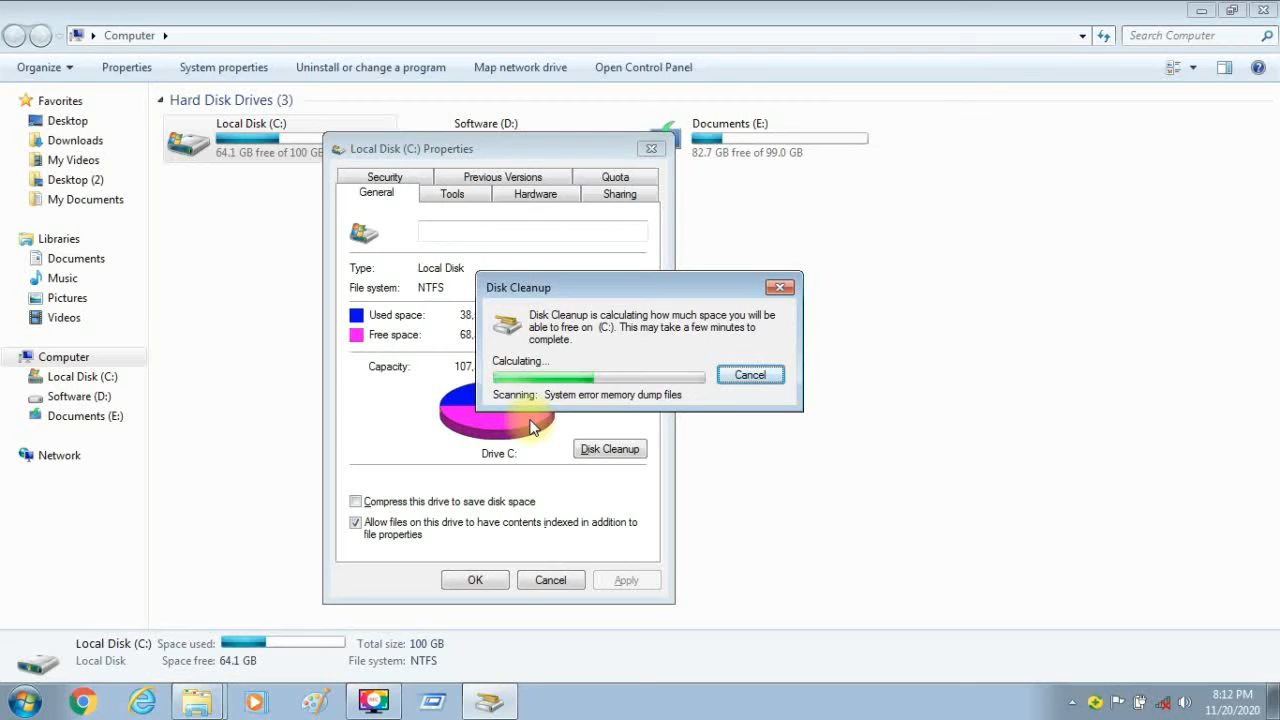 Computer
Search Computer
Organize
Properties
System properties
Uninstall or change a program
Map network drive
Open Control Panel
Favorites
Desktop
Downloads
My Videos
Desktop (2)
My Documents
Libraries
Documents
Music
Pictures
Videos
Computer
Local Disk (C:)
Software (D:)
Documents (E:)
Network
Hard Disk Drives (3)
Local Disk (C:)
64.1 GB free of 100 GB
Software (D:)
Documents (E:)
82.7 GB free of 99.0 GB
Local Disk (C:) Properties
Security
Previous Versions
Quota
General
Tools
Hardware
Sharing
Type:
Local Disk
File system:
NTFS
Used space:
38,
Free space:
68,
Capacity:
107,
Drive C:
Disk Cleanup
Compress this drive to save disk space
Allow files on this drive to have contents indexed in addition to
file properties
OK
Cancel
Apply
Disk Cleanup
Disk Cleanup is calculating how much space you will be
able to free on (C:). This may take a few minutes to
complete.
Calculating...
Cancel
Scanning: System error memory dump files
Local Disk (C:) Space used:
Total size: 100 GB
Local Disk
Space free: 64.1 GB
File system: NTFS
8:12 PM
11/20/2020